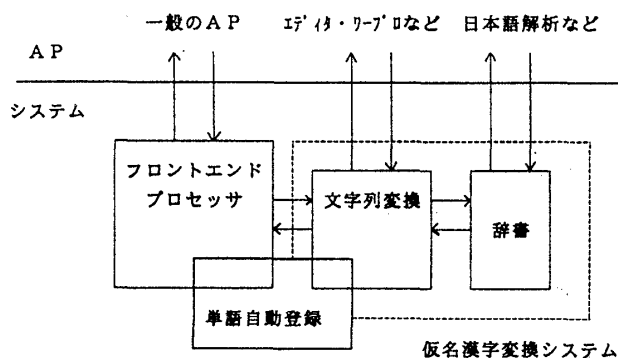 一般のＡＰ
ｴﾃﾞｨﾀ・ﾜｰﾌﾟﾛなど
日本語解析など
ＡＰ
システム
フロントエンド
プロセッサ
文字列変換
辞書
単語自動登録
仮名漢字変換システム